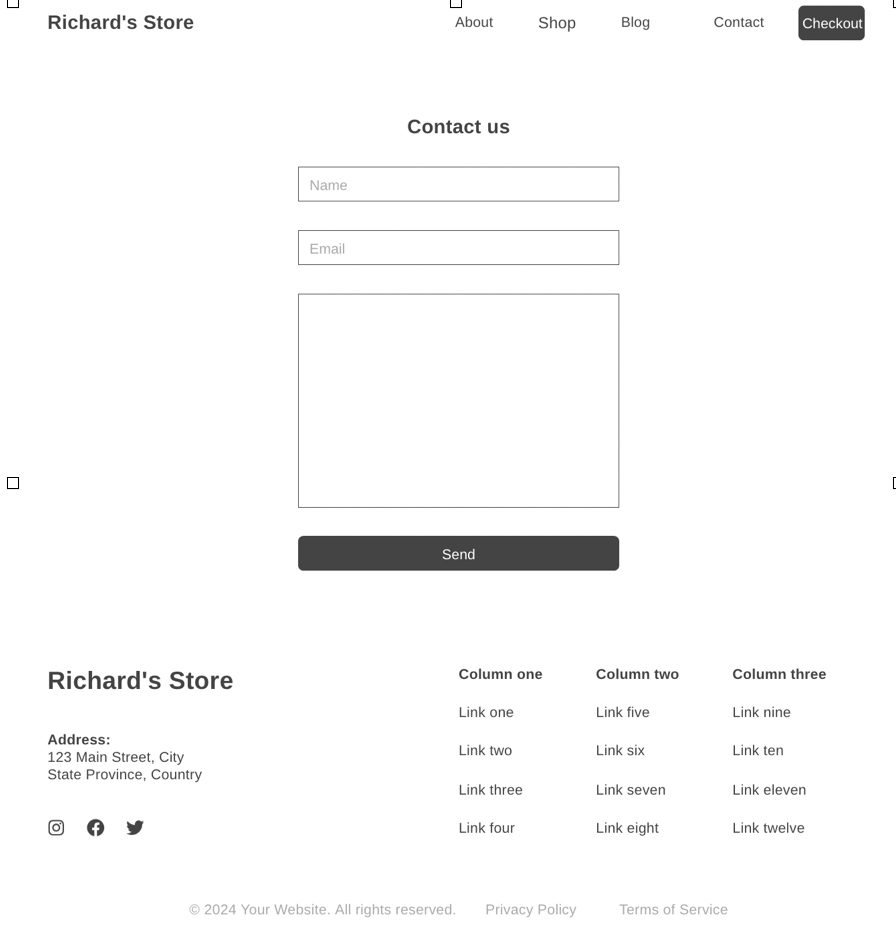 Richard's Store
About Shop Blog Contact Checkout
Contact us
Name
Email
Send
Richard's Store
Address:
123 Main Street, City
State Province, Country
Column one
Link one
Link two
Link three
Link four
Column two
Link five
Link six
Link seven
Link eight
Column three
Link nine
Link ten
Link eleven
Link twelve
© 2024 Your Website. All rights reserved. Privacy Policy Terms of Service